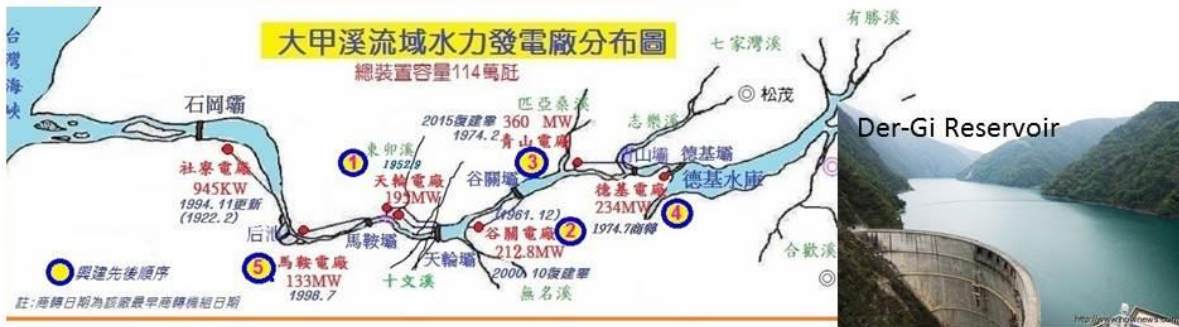 大甲溪流域水力發電廠分布圖
總裝置容量114萬瓩
台灣海峽
石岡壩
社寮電廠
945KW
1994.11更新
(1922.2)
后池
5
馬鞍電廠
133MW
1998.7
馬鞍壩
1
東卯溪
1952.9
天輪電廠
195MW
十文溪
天輪壩
谷關壩
(1961.12)
2
谷關電廠
212.8MW
2000.10復建畢
無名溪
2015復建畢
1974.2
匹亞桑溪
360 MW
青山電廠
3
志樂溪
青山壩
德基壩
德基水庫
德基電廠
234MW
4
1974.7商轉
七家灣溪
有勝溪
松茂
合歡溪
興建先後順序
註:商轉日期為該廠最早商轉機組日期
Der-Gi Reservoir
http://www.nownews.com